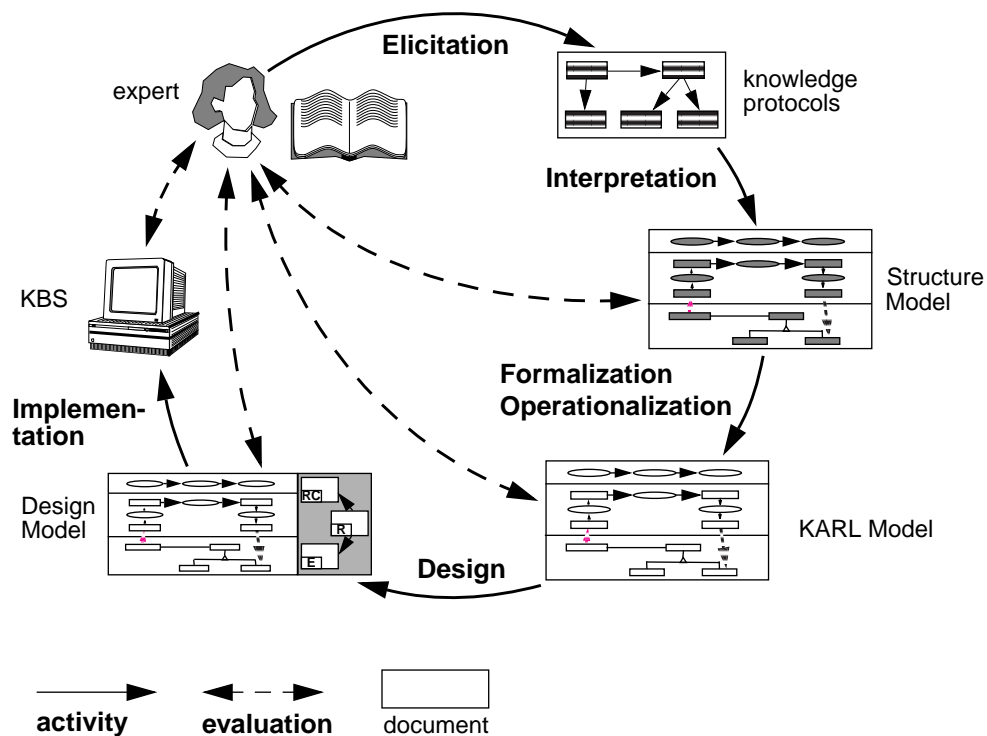 Elicitation
expert
knowledge
protocols
Interpretation
KBS
Structure
Model
Formalization
Operationalization
Implemen-
tation
Design
Model
RC
R
E
KARL Model
Design
activity
evaluation
document